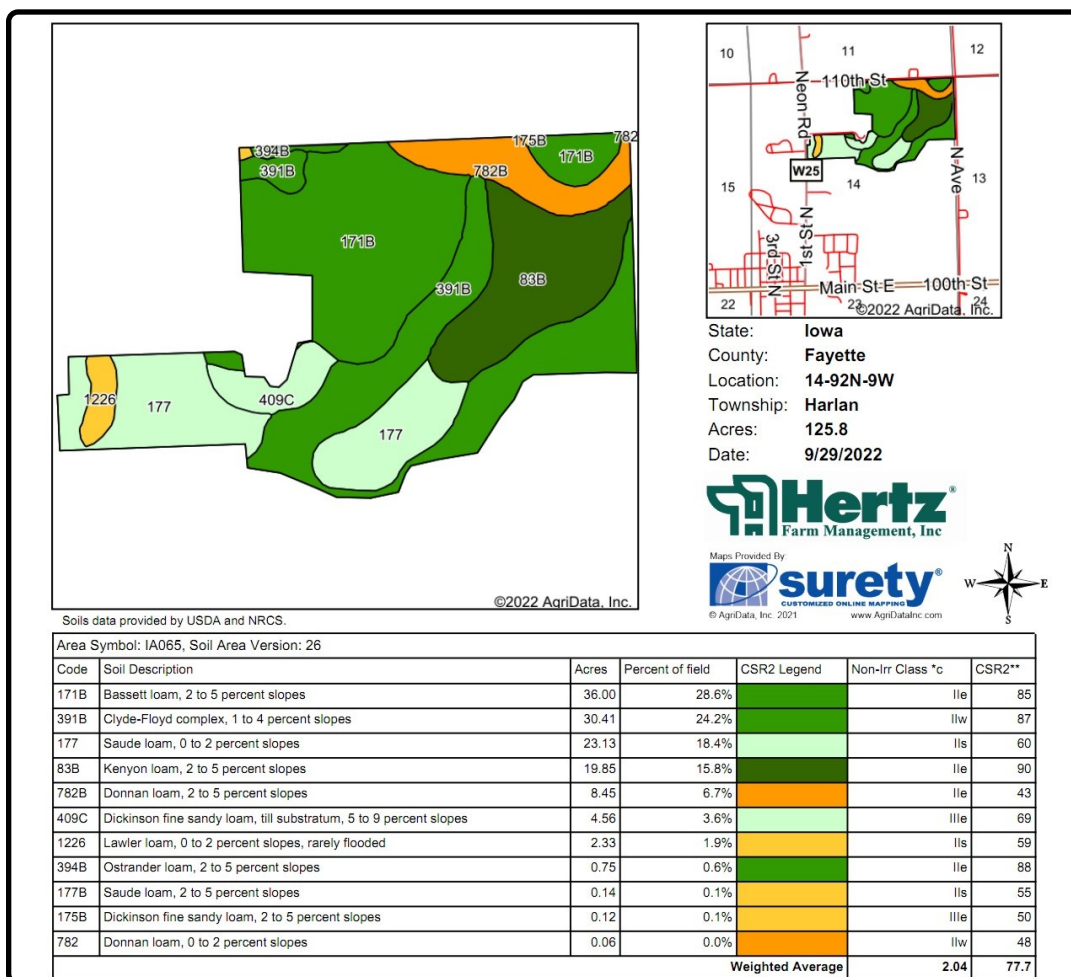 394B
391B
171B
391B
782B
175B
782
171B
83B
1226
177
409C
177
©2022 AgriData, Inc.
10
11
12
110th St
Neon Rd
W25
15
14
13
N Ave
3rd St N
1st St N
Main St E
100th St
22
23
24
©2022 AgriData, Inc.
State: Iowa
County: Fayette
Location: 14-92N-9W
Township: Harlan
Acres: 125.8
Date: 9/29/2022
Hertz®
Farm Management, Inc
Maps Provided By:
surety®
CUSTOMIZED ONLINE MAPPING
© AgriData, Inc. 2021 www.AgriDataInc.com
N
W E
S
Soils data provided by USDA and NRCS.
Area Symbol: IA065, Soil Area Version: 26
Code Soil Description Acres Percent of field CSR2 Legend Non-Irr Class *c CSR2**
171B Bassett loam, 2 to 5 percent slopes 36.00 28.6% IIe 85
391B Clyde-Floyd complex, 1 to 4 percent slopes 30.41 24.2% IIw 87
177 Saude loam, 0 to 2 percent slopes 23.13 18.4% IIs 60
83B Kenyon loam, 2 to 5 percent slopes 19.85 15.8% IIe 90
782B Donnan loam, 2 to 5 percent slopes 8.45 6.7% IIe 43
409C Dickinson fine sandy loam, till substratum, 5 to 9 percent slopes 4.56 3.6% IIIe 69
1226 Lawler loam, 0 to 2 percent slopes, rarely flooded 2.33 1.9% IIs 59
394B Ostrander loam, 2 to 5 percent slopes 0.75 0.6% IIe 88
177B Saude loam, 2 to 5 percent slopes 0.14 0.1% IIs 55
175B Dickinson fine sandy loam, 2 to 5 percent slopes 0.12 0.1% IIIe 50
782 Donnan loam, 0 to 2 percent slopes 0.06 0.0% IIw 48
Weighted Average 2.04 77.7